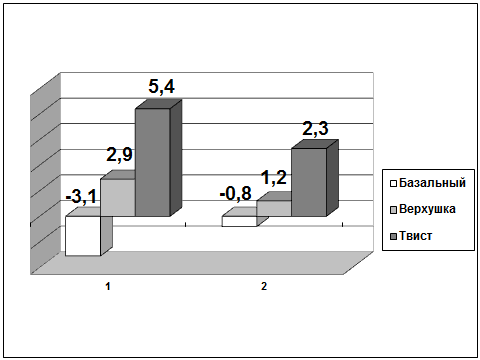 5,4
2,9
-3,1
2,3
1,2
-0,8
Базальный
Верхушка
Твист
1
2